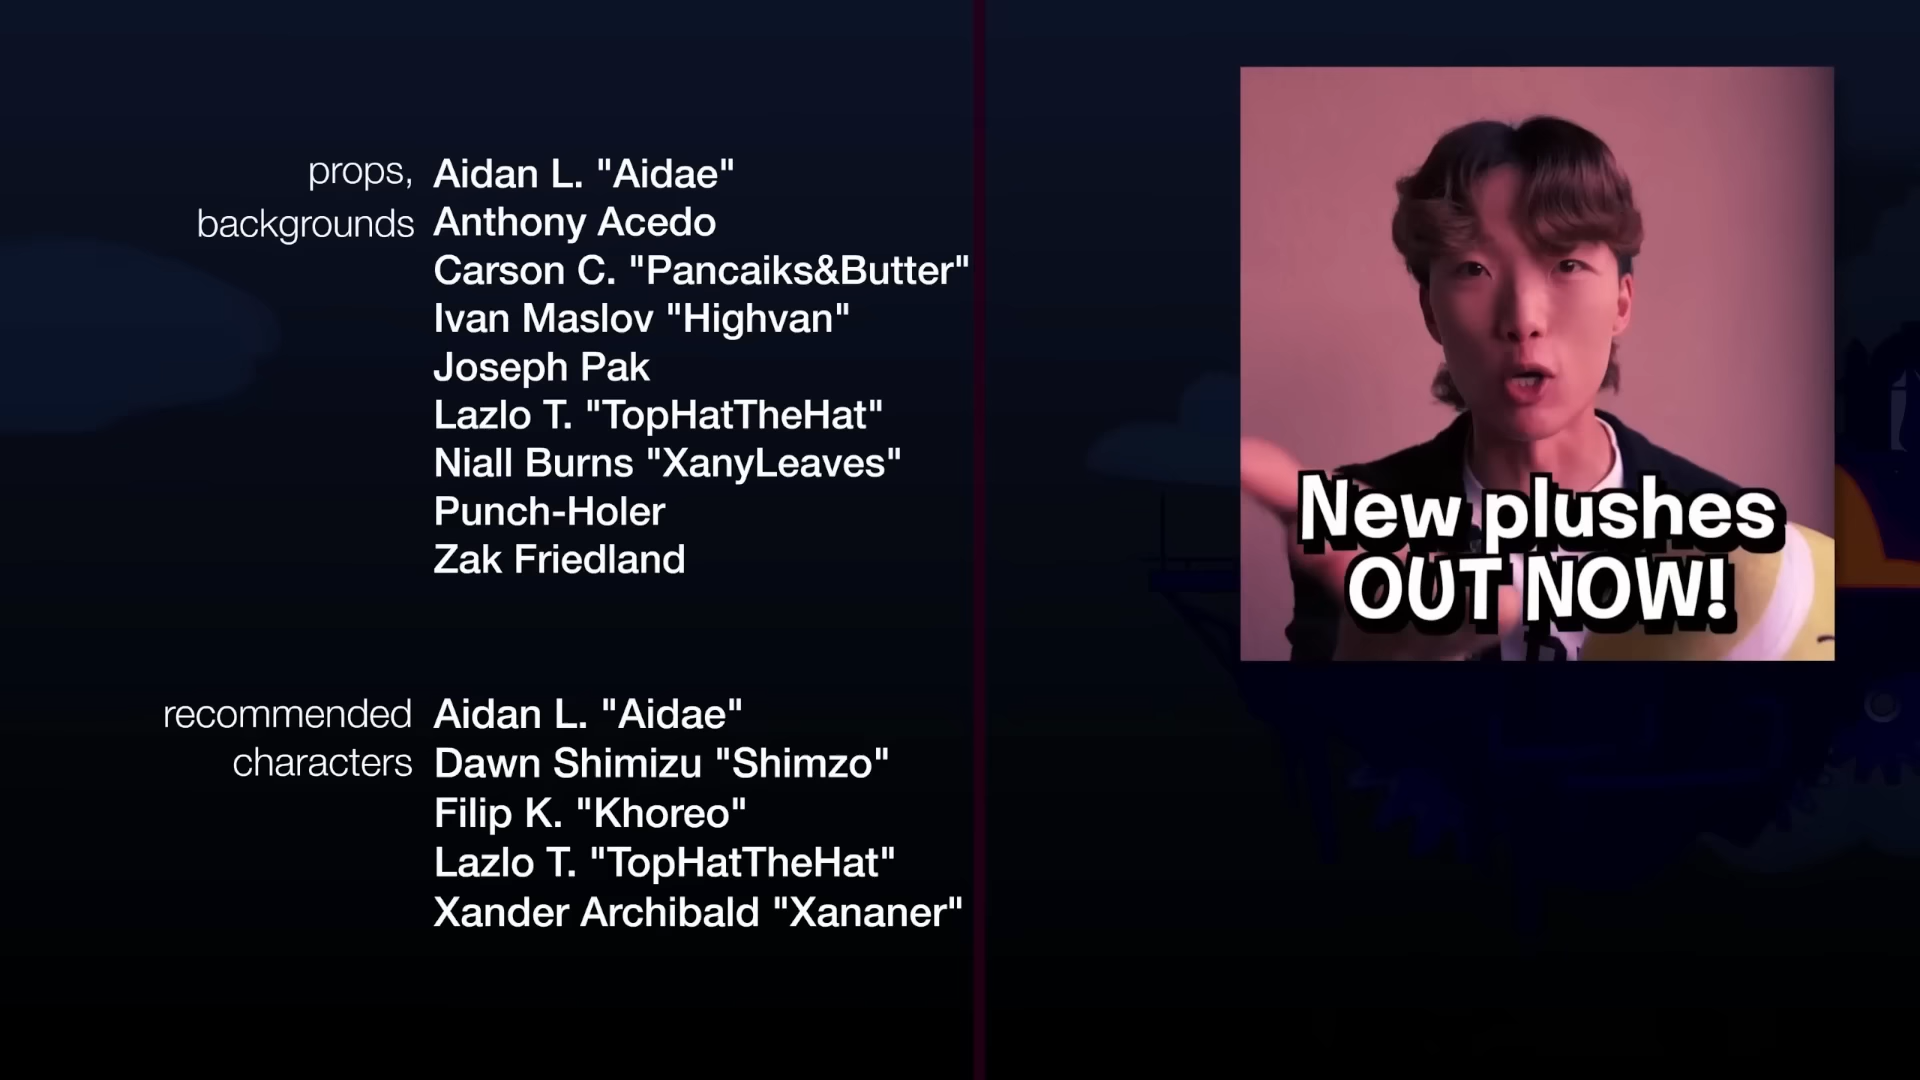 props,
backgrounds
Aidan L. "Aidae"
Anthony Acedo
Carson C. "Pancaiks&Butter"
Ivan Maslov "Highvan"
Joseph Pak
Lazlo T. "TopHatTheHat"
Niall Burns "XanyLeaves"
Punch-Holer
Zak Friedland
recommended
characters
Aidan L. "Aidae"
Dawn Shimizu "Shimzo"
Filip K. "Khoreo"
Lazlo T. "TopHatTheHat"
Xander Archibald "Xananer"
New plushes
OUT NOW!